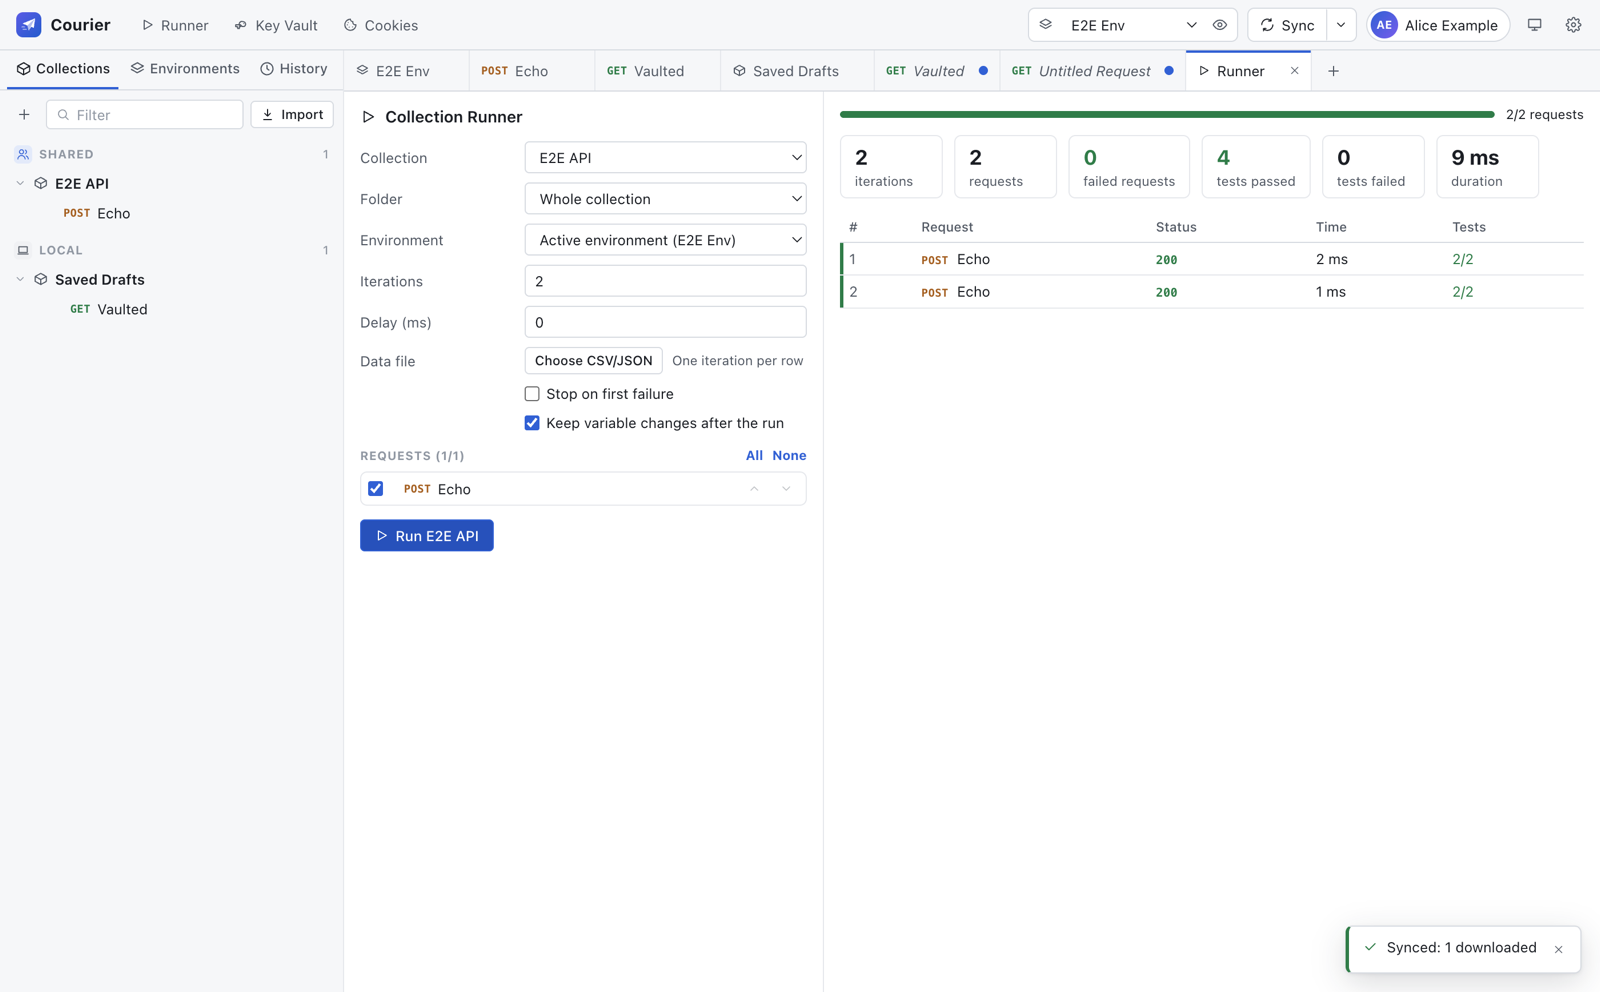 Courier
Runner
Key Vault
Cookies
E2E Env
Sync
AE
Alice Example
Collections
Environments
History
E2E Env
POST Echo
GET Vaulted
Saved Drafts
GET Vaulted
GET Untitled Request
Runner
Filter
Import
SHARED 1
E2E API
POST Echo
LOCAL 1
Saved Drafts
GET Vaulted
Collection Runner
Collection E2E API
Folder Whole collection
Environment Active environment (E2E Env)
Iterations 2
Delay (ms) 0
Data file Choose CSV/JSON One iteration per row
Stop on first failure
Keep variable changes after the run
REQUESTS (1/1) All None
POST Echo
Run E2E API
2/2 requests
2 iterations
2 requests
0 failed requests
4 tests passed
0 tests failed
9 ms duration
# Request Status Time Tests
1 POST Echo 200 2 ms 2/2
2 POST Echo 200 1 ms 2/2
Synced: 1 downloaded